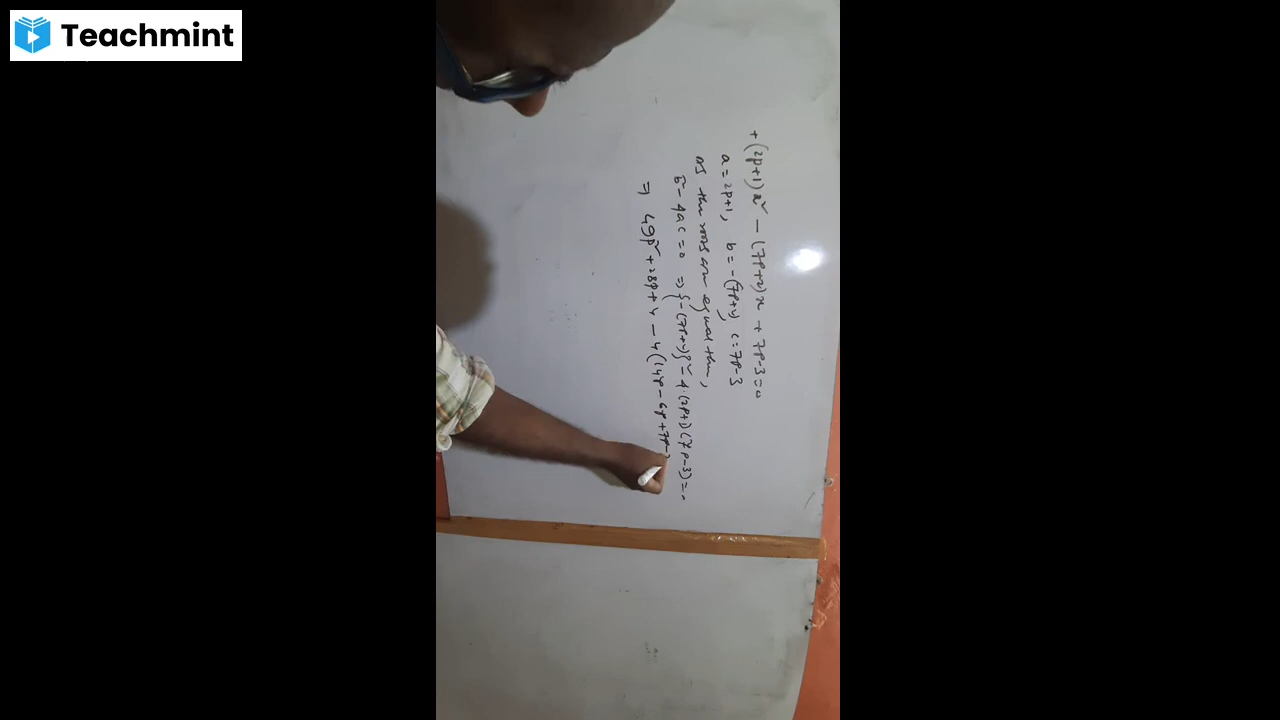 Teachmint
+ (2p+1)x² - (7p+2)x + 7p-3=0
a = 2p+1, b = -(7p+2) c = 7p-3
As the roots are equal then,
b² - 4ac = 0 ⇒ {-(7p+2)}² - 4(2p+1)(7p-3) = 0
⇒ 49p² + 28p + 4 - 4(14p² - 6p + 7p-